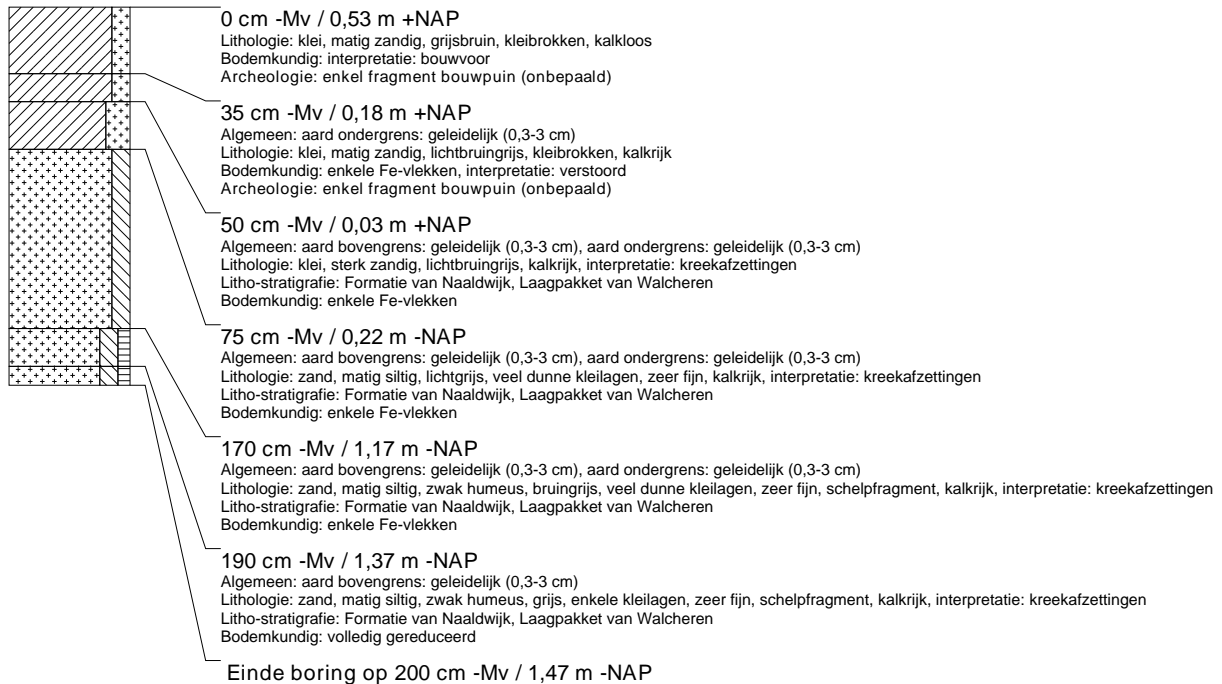 0 cm -Mv / 0,53 m +NAP
Lithologie: klei, matig zandig, grijsbruin, kleibrokken, kalkloos
Bodemkundig: interpretatie: bouwvoor
Archeologie: enkel fragment bouwpuin (onbepaald)
35 cm -Mv / 0,18 m +NAP
Algemeen: aard ondergrens: geleidelijk (0,3-3 cm)
Lithologie: klei, matig zandig, lichtbruingrijs, kleibrokken, kalkrijk
Bodemkundig: enkele Fe-vlekken, interpretatie: verstoord
Archeologie: enkel fragment bouwpuin (onbepaald)
50 cm -Mv / 0,03 m +NAP
Algemeen: aard bovengrens: geleidelijk (0,3-3 cm), aard ondergrens: geleidelijk (0,3-3 cm)
Lithologie: klei, sterk zandig, lichtbruingrijs, kalkrijk, interpretatie: kreekafzettingen
Litho-stratigrafie: Formatie van Naaldwijk, Laagpakket van Walcheren
Bodemkundig: enkele Fe-vlekken
75 cm -Mv / 0,22 m -NAP
Algemeen: aard bovengrens: geleidelijk (0,3-3 cm), aard ondergrens: geleidelijk (0,3-3 cm)
Lithologie: zand, matig siltig, lichtgrijs, veel dunne kleilagen, zeer fijn, kalkrijk, interpretatie: kreekafzettingen
Litho-stratigrafie: Formatie van Naaldwijk, Laagpakket van Walcheren
Bodemkundig: enkele Fe-vlekken
170 cm -Mv / 1,17 m -NAP
Algemeen: aard bovengrens: geleidelijk (0,3-3 cm), aard ondergrens: geleidelijk (0,3-3 cm)
Lithologie: zand, matig siltig, zwak humeus, bruingrijs, veel dunne kleilagen, zeer fijn, schelpfragment, kalkrijk, interpretatie: kreekafzettingen
Litho-stratigrafie: Formatie van Naaldwijk, Laagpakket van Walcheren
Bodemkundig: enkele Fe-vlekken
190 cm -Mv / 1,37 m -NAP
Algemeen: aard bovengrens: geleidelijk (0,3-3 cm)
Lithologie: zand, matig siltig, zwak humeus, grijs, enkele kleilagen, zeer fijn, schelpfragment, kalkrijk, interpretatie: kreekafzettingen
Litho-stratigrafie: Formatie van Naaldwijk, Laagpakket van Walcheren
Bodemkundig: volledig gereduceerd
Einde boring op 200 cm -Mv / 1,47 m -NAP